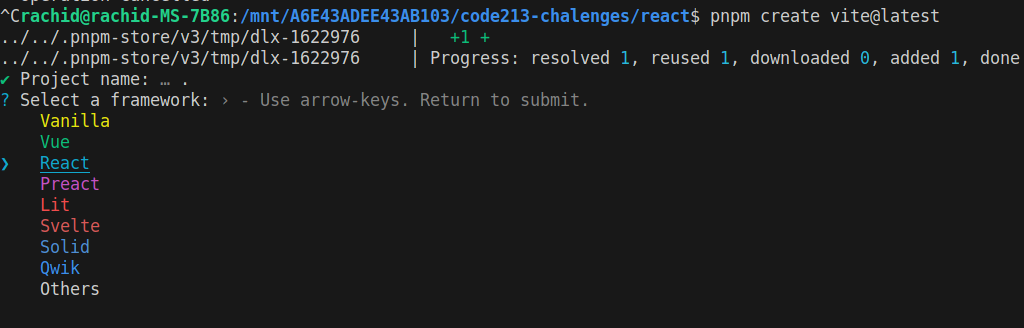 operation cancelled
^Crachid@rachid-MS-7B86:/mnt/A6E43ADEE43AB103/code213-chalenges/react$ pnpm create vite@latest
../../.pnpm-store/v3/tmp/dlx-1622976 | +1 +
../../.pnpm-store/v3/tmp/dlx-1622976 | Progress: resolved 1, reused 1, downloaded 0, added 1, done
✔ Project name: … .
? Select a framework: › - Use arrow-keys. Return to submit.
Vanilla
Vue
❯ React
Preact
Lit
Svelte
Solid
Qwik
Others